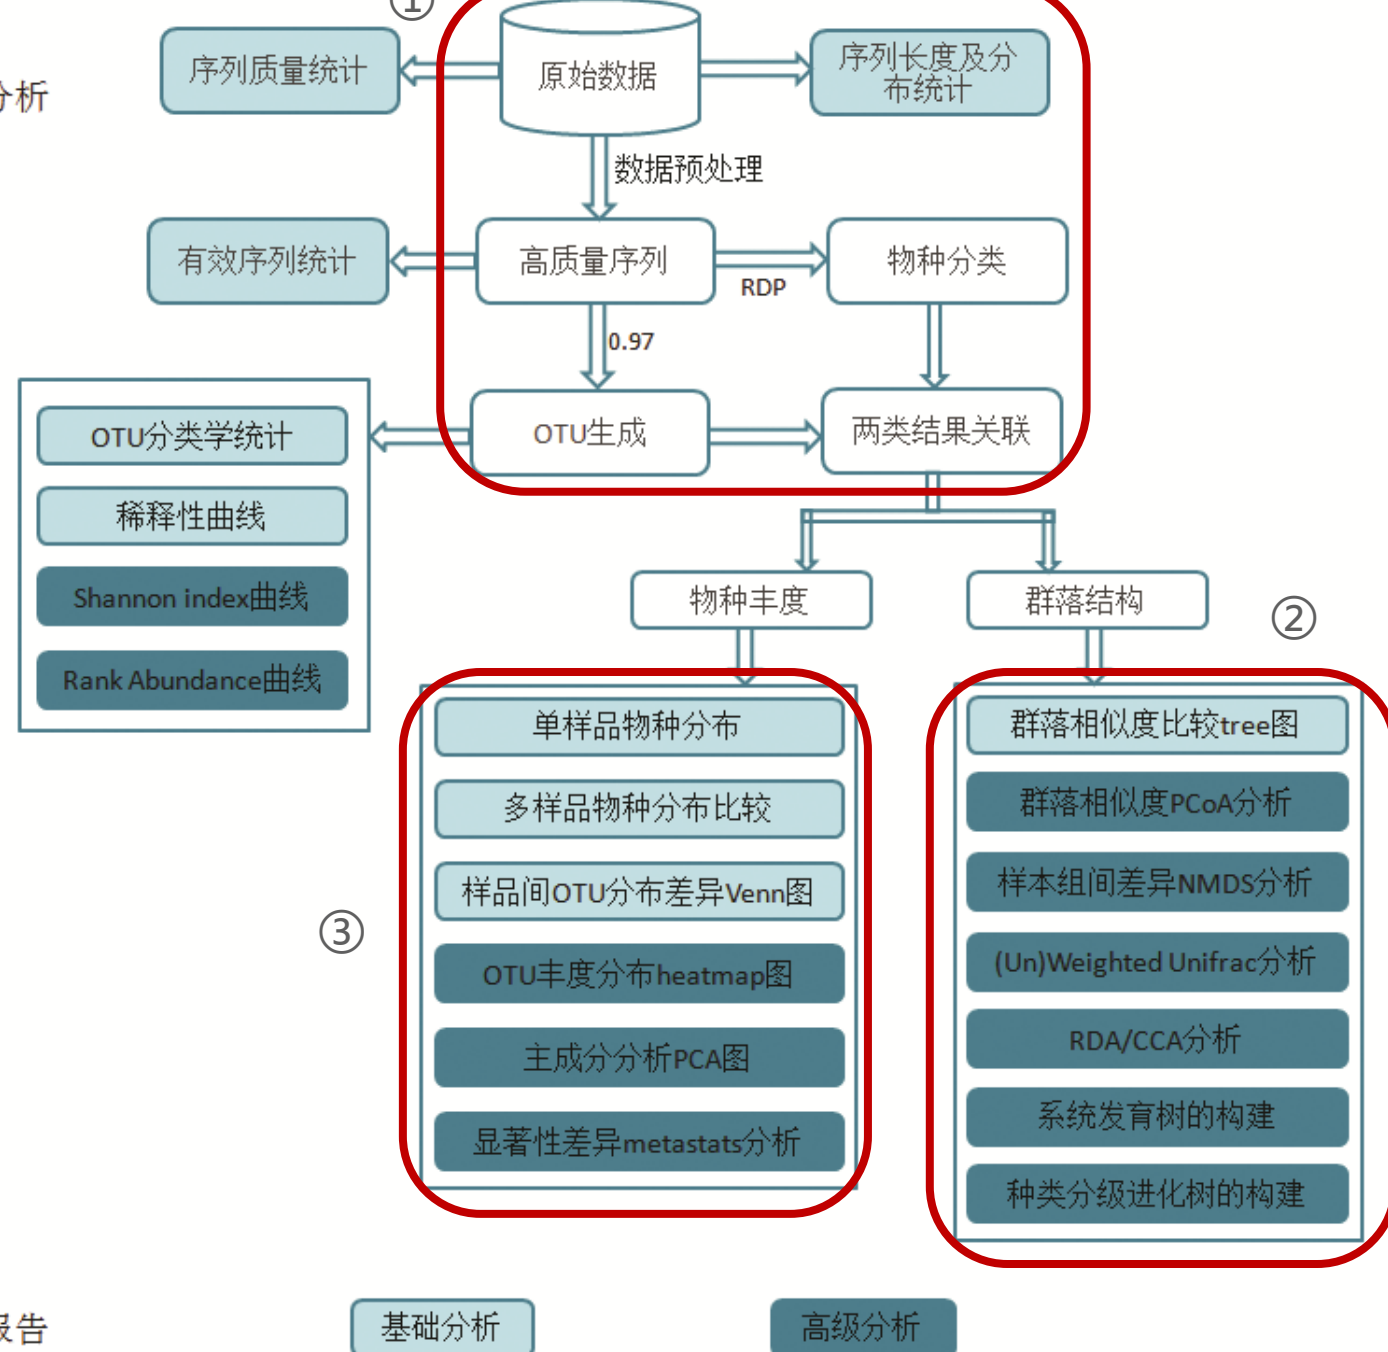 ①
序列质量统计
原始数据
序列长度及分
布统计
分析
数据预处理
有效序列统计
高质量序列
RDP
物种分类
0.97
OTU分类学统计
OTU生成
两类结果关联
稀释性曲线
Shannon index曲线
Rank Abundance曲线
物种丰度
群落结构
②
单样品物种分布
多样品物种分布比较
样品间OTU分布差异Venn图
③
OTU丰度分布heatmap图
主成分分析PCA图
显著性差异metastats分析
群落相似度比较tree图
群落相似度PCoA分析
样本组间差异NMDS分析
(Un)Weighted Unifrac分析
RDA/CCA分析
系统发育树的构建
种类分级进化树的构建
报告
基础分析
高级分析